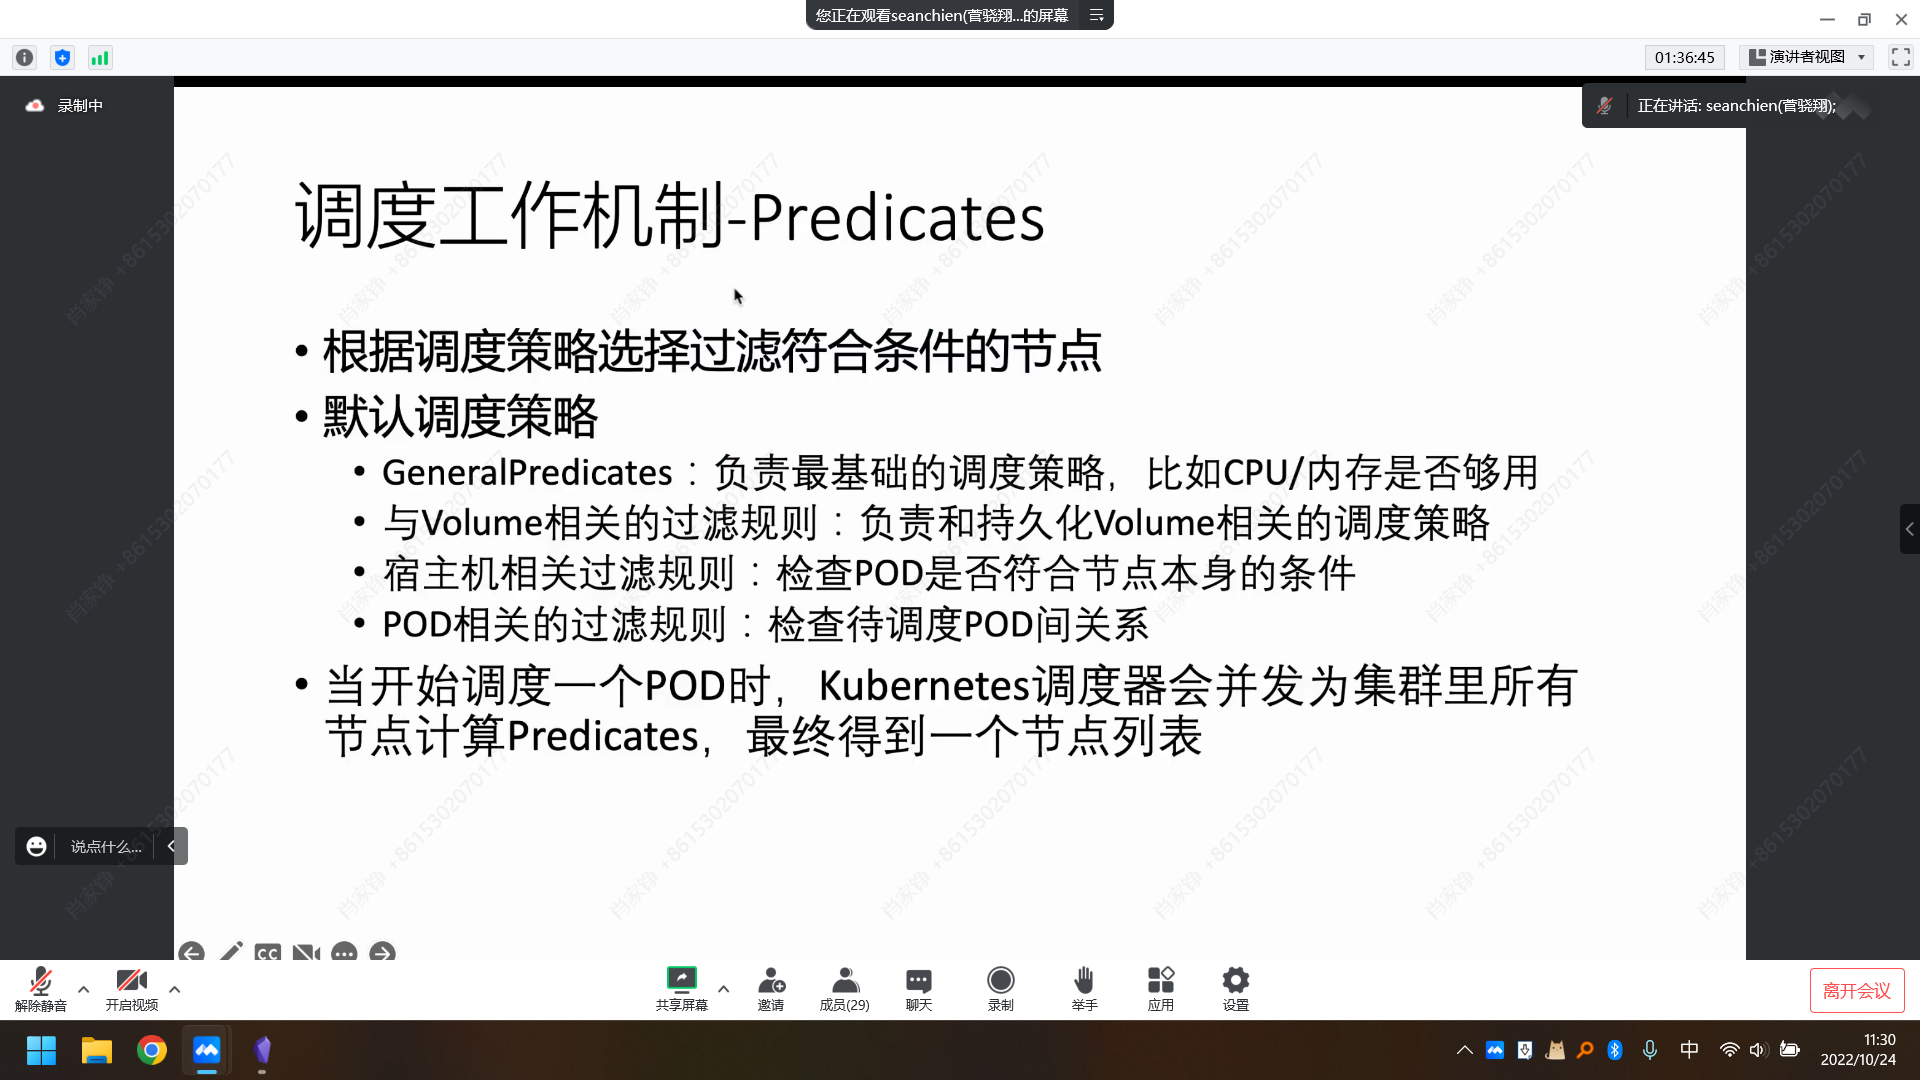 您正在观看seanchien(菅骁翔...的屏幕
01:36:45
演讲者视图
录制中
正在讲话: seanchien(菅骁翔);
调度工作机制-Predicates
• 根据调度策略选择过滤符合条件的节点
• 默认调度策略
• GeneralPredicates：负责最基础的调度策略，比如CPU/内存是否够用
• 与Volume相关的过滤规则：负责和持久化Volume相关的调度策略
• 宿主机相关过滤规则：检查POD是否符合节点本身的条件
• POD相关的过滤规则：检查待调度POD间关系
• 当开始调度一个POD时，Kubernetes调度器会并发为集群里所有
节点计算Predicates，最终得到一个节点列表
肖家铮 +8615302070177
说点什么...
CC
解除静音
开启视频
共享屏幕
邀请
成员(29)
聊天
录制
举手
应用
设置
离开会议
中
11:30
2022/10/24